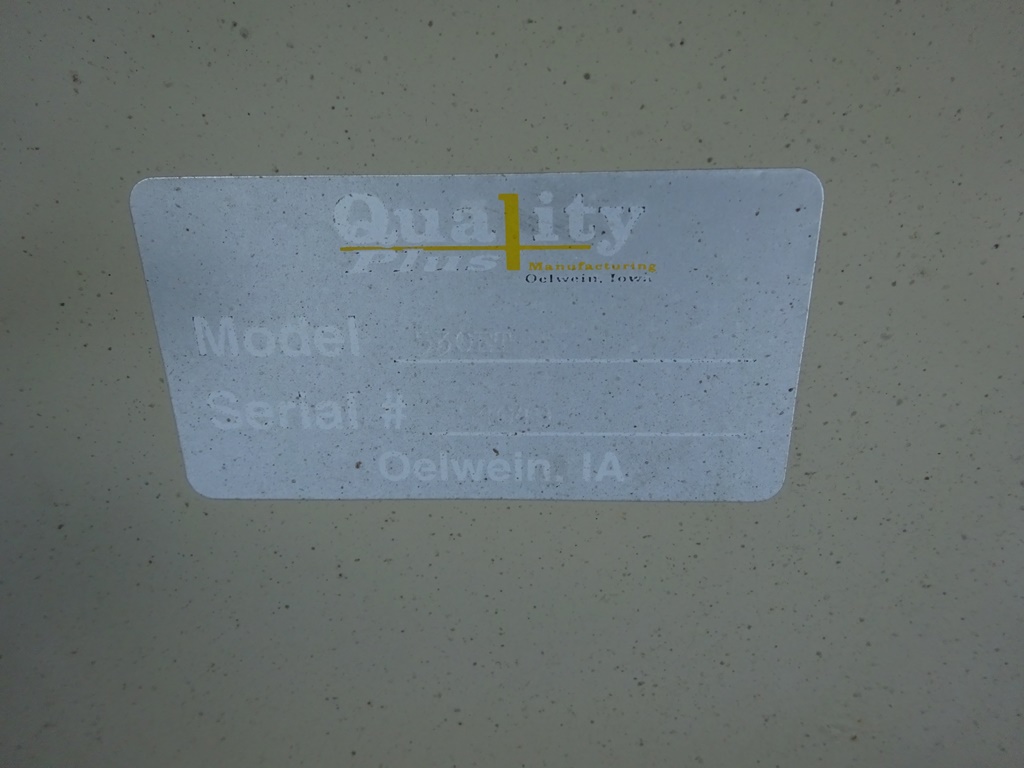 Quality
Plus Manufacturing
Oelwein, Iowa
Model
Serial #
Oelwein, IA